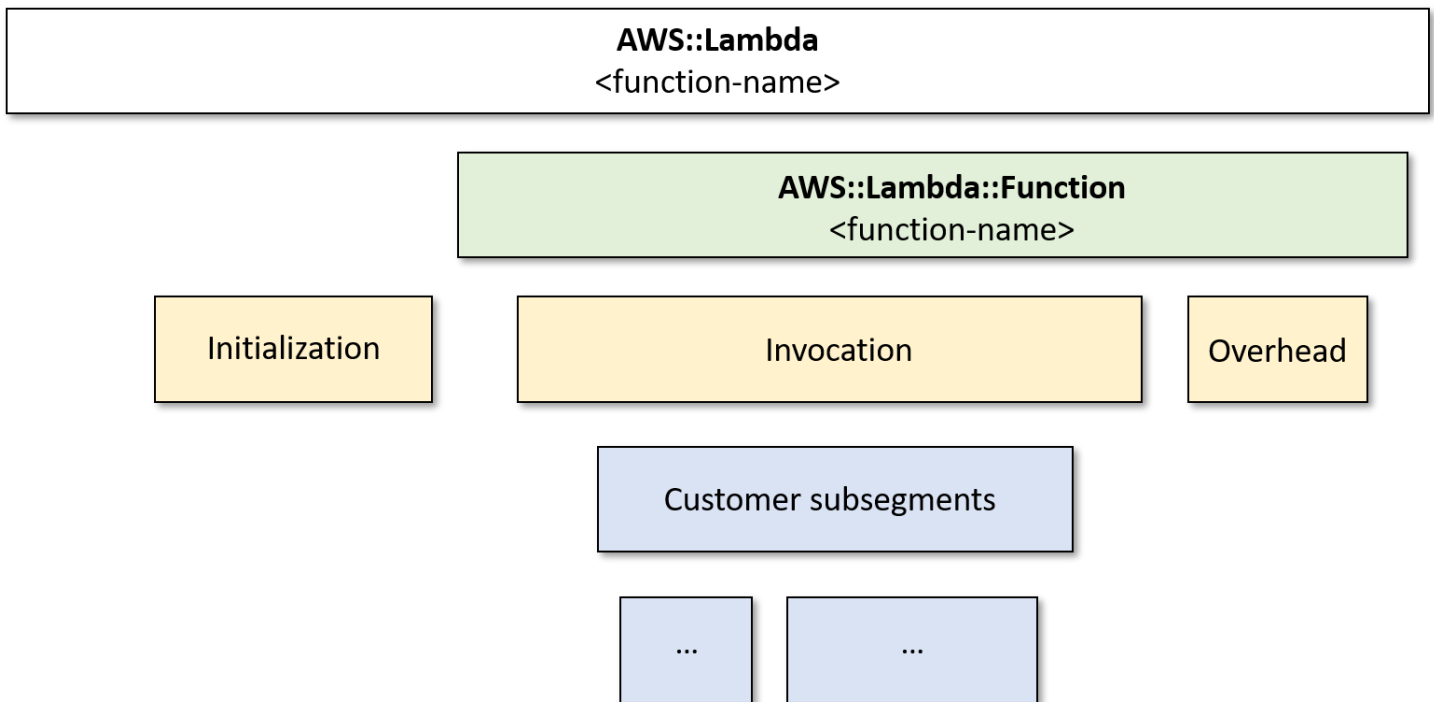 AWS::Lambda
<function-name>
AWS::Lambda::Function
<function-name>
Initialization
Invocation
Overhead
Customer subsegments
...
...